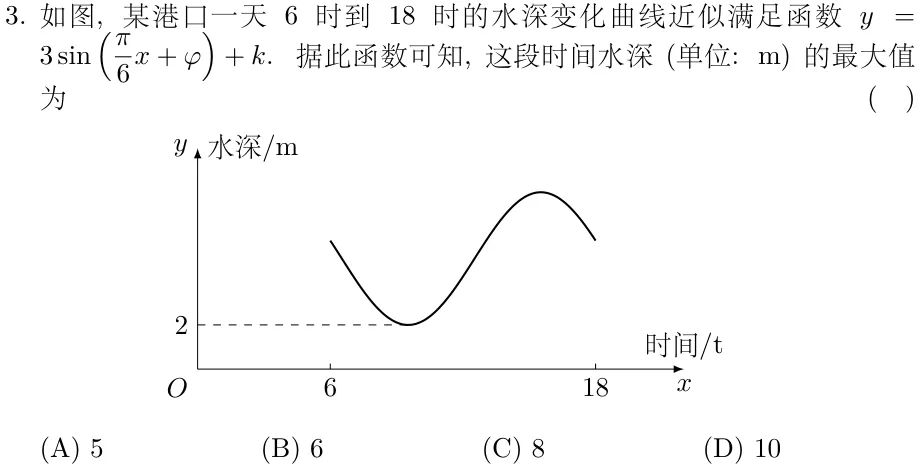 3. 如图, 某港口一天 6 时到 18 时的水深变化曲线近似满足函数 y =
3 sin(π/6 x + φ) + k. 据此函数可知, 这段时间水深 (单位: m) 的最大值
为 ( )
y 水深/m
2
时间/t
O 6 18 x
(A) 5 (B) 6 (C) 8 (D) 10